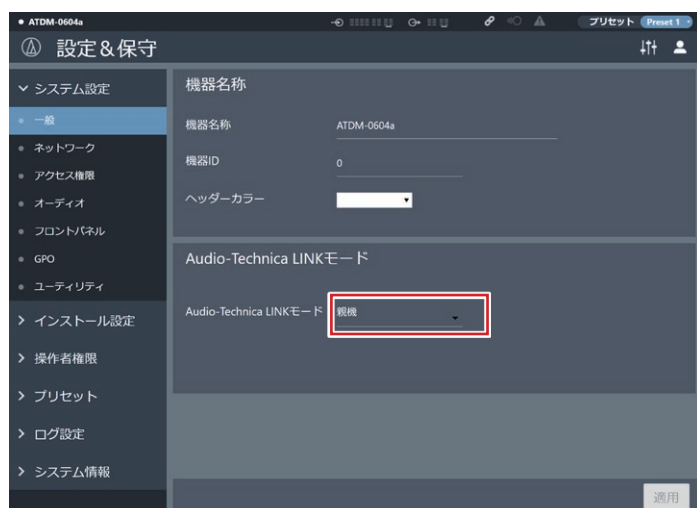 ATDM-0604a
プリセット Preset 1
設定&保守
システム設定
一般
ネットワーク
アクセス権限
オーディオ
フロントパネル
GPO
ユーティリティ
インストール設定
操作者権限
プリセット
ログ設定
システム情報
機器名称
機器名称 ATDM-0604a
機器ID 0
ヘッダーカラー
Audio-Technica LINKモード
Audio-Technica LINKモード 親機
適用